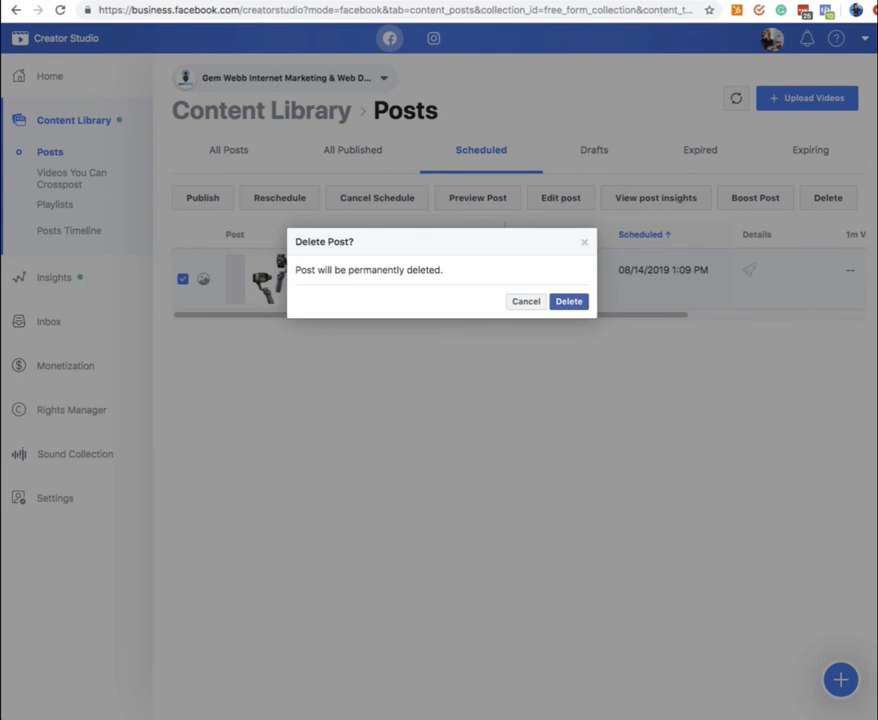 https://business.facebook.com/creatorstudio?mode=facebook&tab=content_posts&collection_id=free_form_collection&content_t...
25
10
Creator Studio
Home
Content Library
Posts
Videos You Can
Crosspost
Playlists
Posts Timeline
Insights
Inbox
Monetization
Rights Manager
Sound Collection
Settings
Gem Webb Internet Marketing & Web D...
Content Library › Posts
+ Upload Videos
All Posts
All Published
Scheduled
Drafts
Expired
Expiring
Publish
Reschedule
Cancel Schedule
Preview Post
Edit post
View post insights
Boost Post
Delete
Post
Scheduled ↑
Details
1m V
08/14/2019 1:09 PM
--
Delete Post?
Post will be permanently deleted.
Cancel
Delete